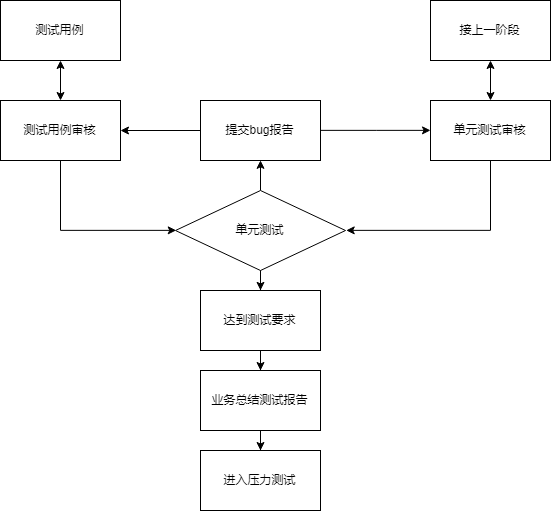 测试用例
接上一阶段
测试用例审核
提交bug报告
单元测试审核
单元测试
达到测试要求
业务总结测试报告
进入压力测试